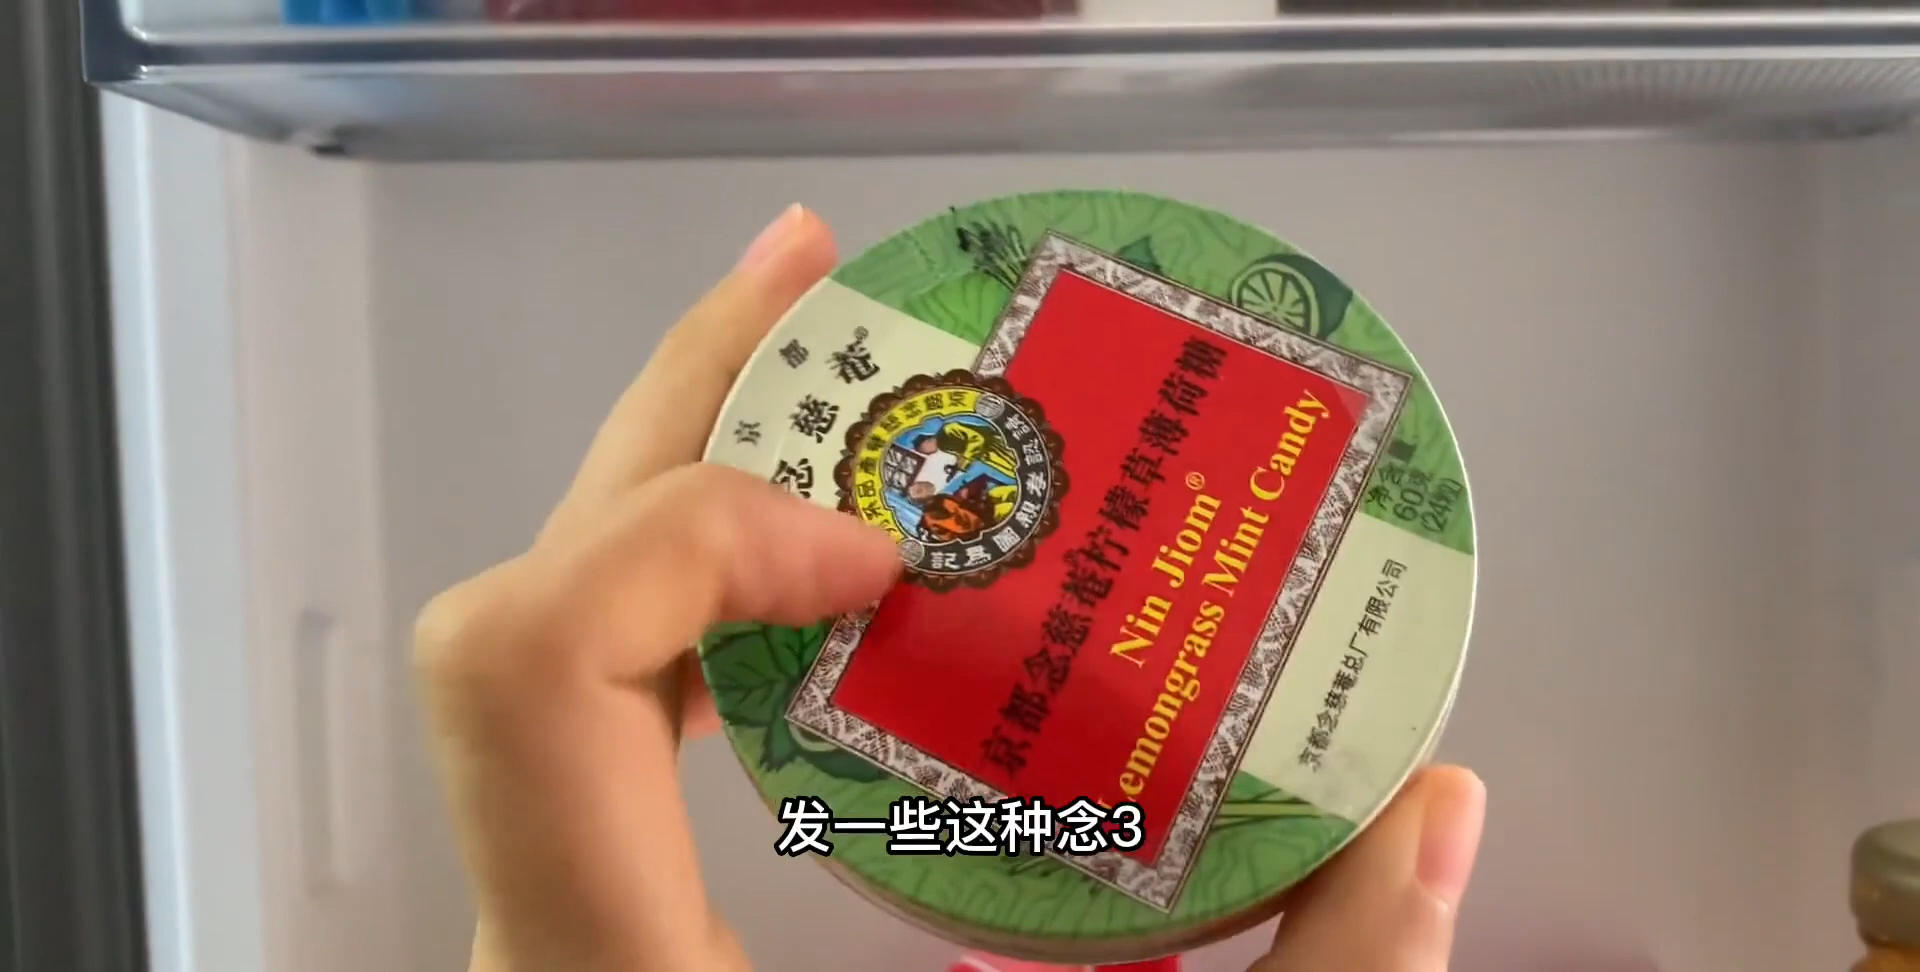 京都
念慈菴®
京都念慈菴柠檬草薄荷糖
Nin Jiom®
Lemongrass Mint Candy
净含量
60克
(24粒)
京都念慈菴总厂有限公司
发一些这种念3